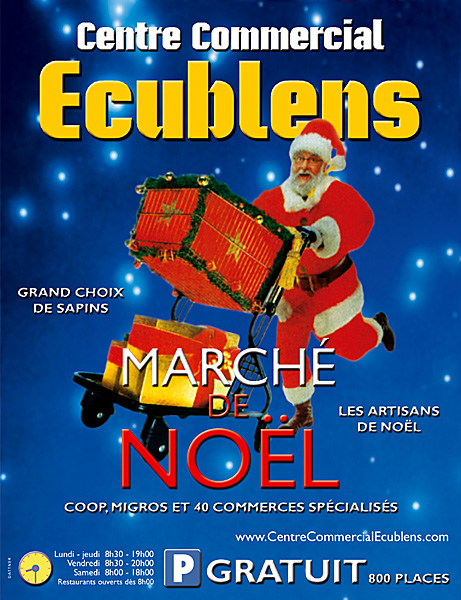 Centre Commercial
Ecublens
GRAND CHOIX
DE SAPINS
MARCHÉ
DE
NOËL
LES ARTISANS
DE NOËL
COOP, MIGROS ET 40 COMMERCES SPÉCIALISÉS
www.CentreCommercialEcublens.com
Lundi - jeudi 8h30 - 19h00
Vendredi 8h30 - 20h00
Samedi 8h00 - 18h00
Restaurants ouverts dès 8h00
P GRATUIT 800 PLACES